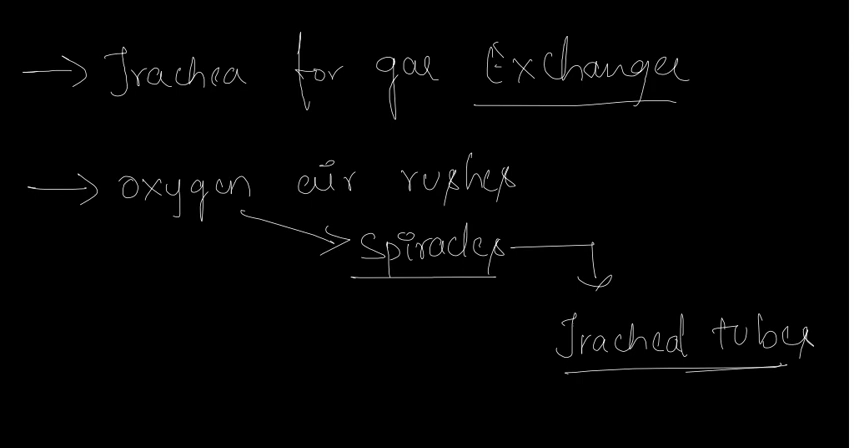 → Trachea for gas Exchange
→ oxygen air rushes
→ Spiracles
Tracheal tubes